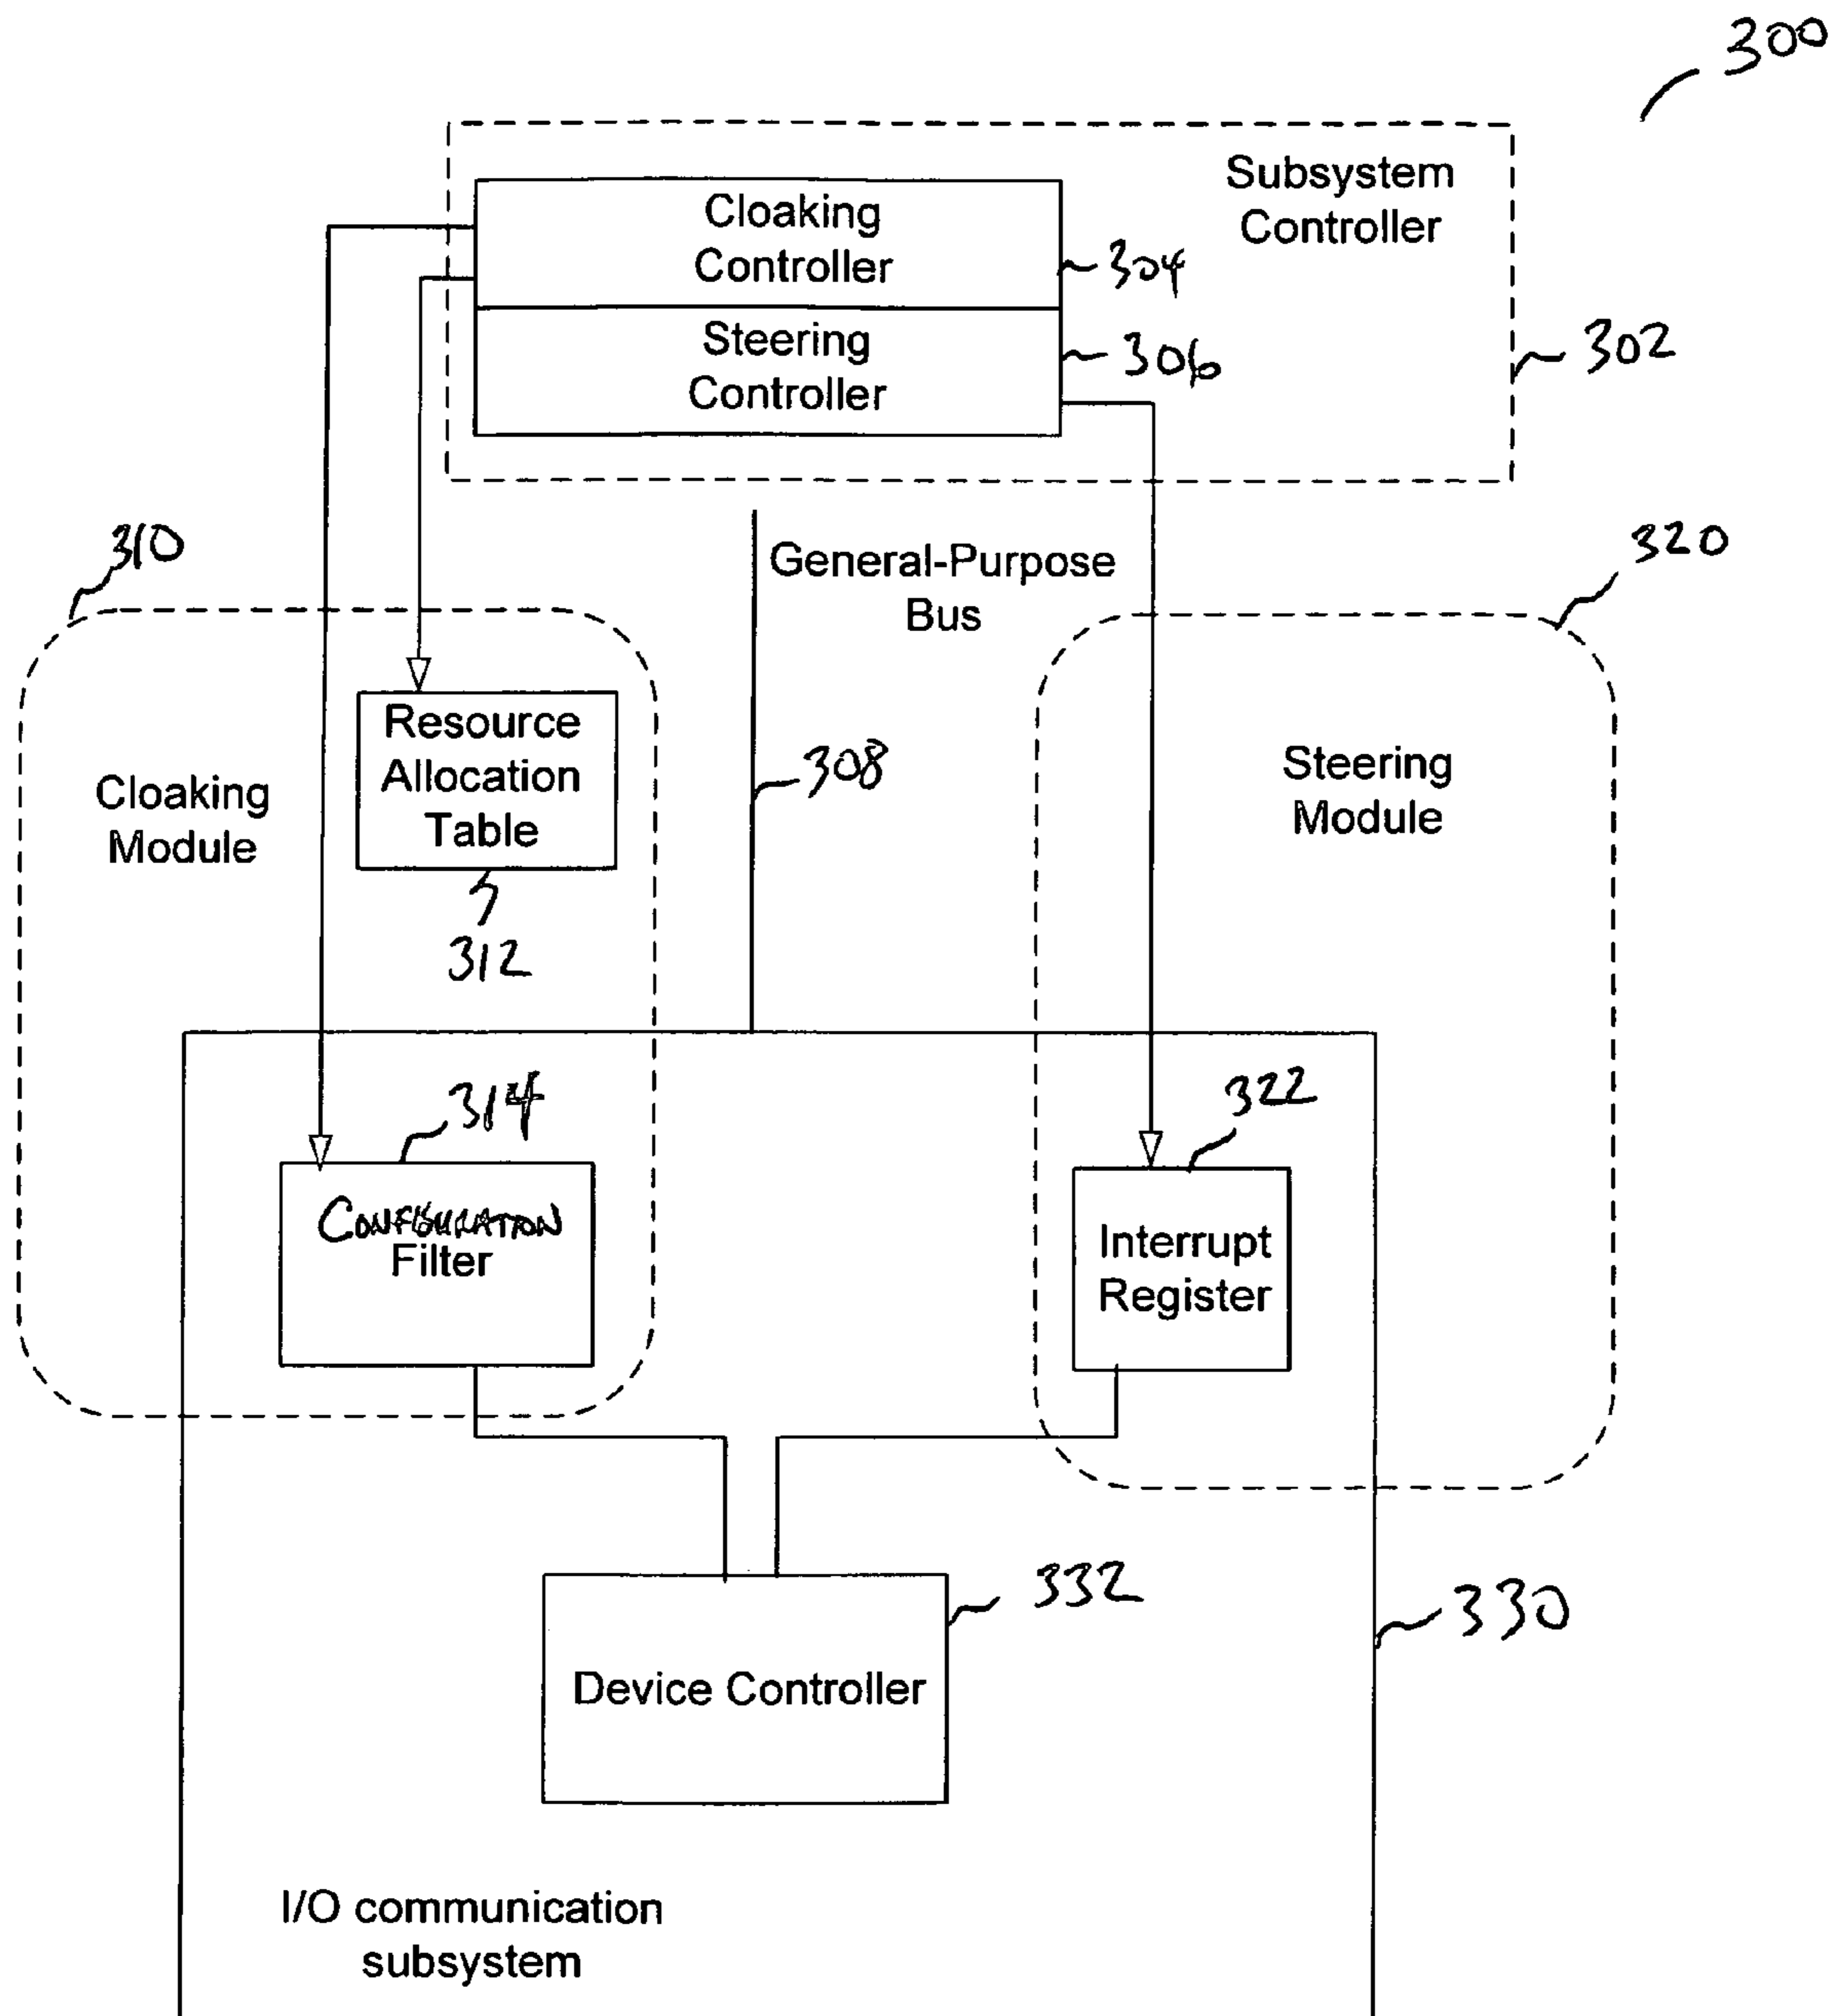 300
Subsystem
Controller
Cloaking
Controller
304
Steering
Controller
306
302
310
General-Purpose
Bus
320
Resource
Allocation
Table
308
Cloaking
Module
Steering
Module
312
314
322
CONFIGURATION
Filter
Interrupt
Register
332
330
Device Controller
I/O communication
subsystem